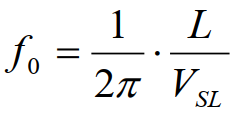 f₀ = 1/2π · L/V_SL